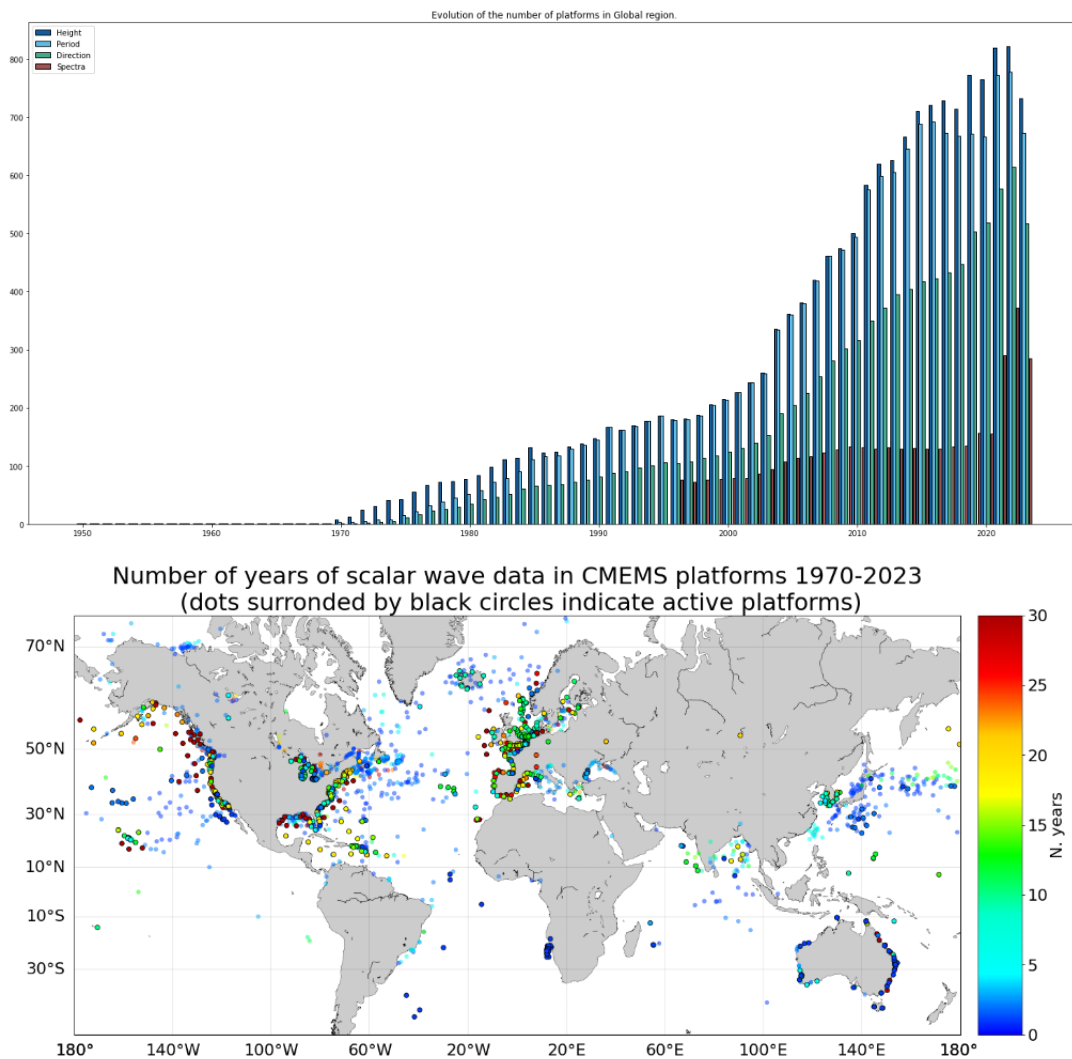 Evolution of the number of platforms in Global region.
Height
Period
Direction
Spectra
800
700
600
500
400
300
200
100
0
1950 1960 1970 1980 1990 2000 2010 2020
Number of years of scalar wave data in CMEMS platforms 1970-2023
(dots surronded by black circles indicate active platforms)
70°N
50°N
30°N
10°N
10°S
30°S
180° 140°W 100°W 60°W 20°W 20°E 60°E 100°E 140°E 180°
30
25
20
15
10
5
0
N. years